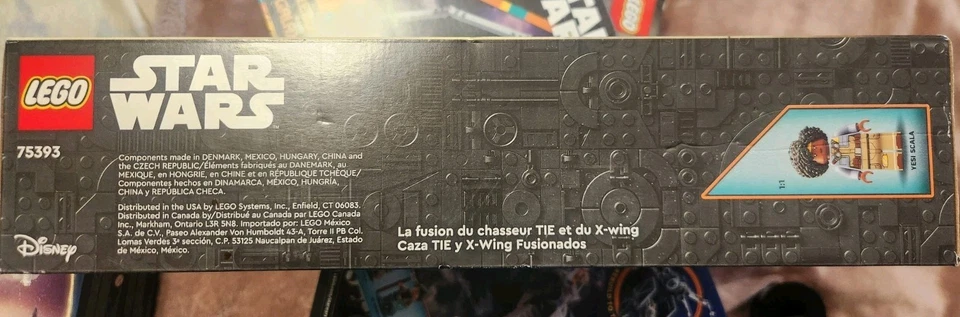 LEGO
STAR
WARS
75393
Components made in DENMARK, MEXICO, HUNGARY, CHINA and
the CZECH REPUBLIC/Éléments fabriqués au DANEMARK, au
MEXIQUE, en HONGRIE, en CHINE et en RÉPUBLIQUE TCHÈQUE/
Componentes hechos en DINAMARCA, MÉXICO, HUNGRÍA,
CHINA y REPÚBLICA CHECA.
Distributed in the USA by LEGO Systems, Inc., Enfield, CT 06083.
Distributed in Canada by/Distribué au Canada par LEGO Canada
Inc., Markham, Ontario L3R 5N8. Importado por: LEGO México
S.A. de C.V., Paseo Alexander Von Humboldt 43-A, Torre II PB Col.
Lomas Verdes 3ª sección, C.P. 53125 Naucalpan de Juárez, Estado
de México, México.
Disney
La fusion du chasseur TIE et du X-wing
Caza TIE y X-Wing Fusionados
1:1
YESI SCALA
STAR
LEGO